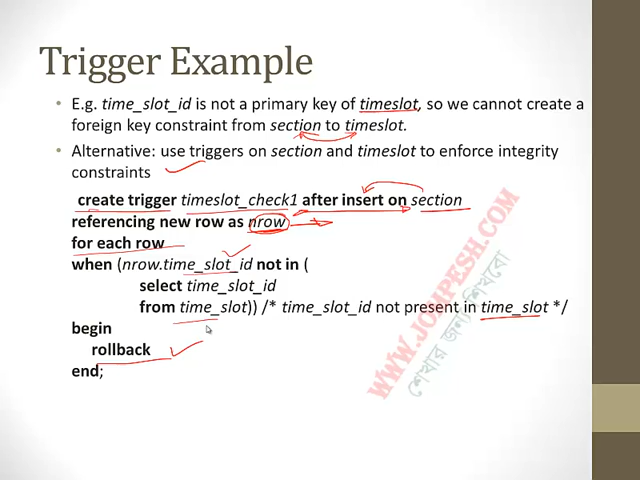 Trigger Example
• E.g. time_slot_id is not a primary key of timeslot, so we cannot create a
foreign key constraint from section to timeslot.
• Alternative: use triggers on section and timeslot to enforce integrity
constraints
create trigger timeslot_check1 after insert on section
referencing new row as nrow
for each row
when (nrow.time_slot_id not in (
select time_slot_id
from time_slot)) /* time_slot_id not present in time_slot */
begin
rollback
end;
WWW.JOMPESH.COM
শেখার জন্য শিখবো